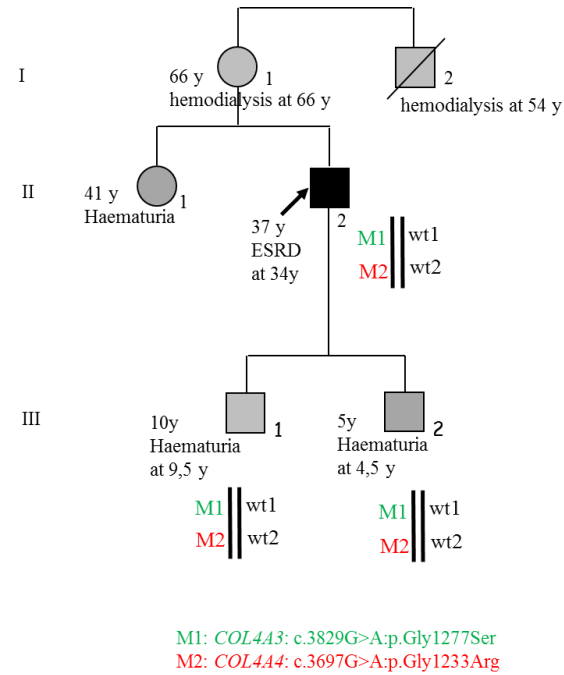 I
66 y
1
hemodialysis at 66 y
2
hemodialysis at 54 y
II
41 y
1
Haematuria
2
37 y
ESRD
at 34y
M1 wt1
M2 wt2
III
10y
1
Haematuria
at 9,5 y
5y
2
Haematuria
at 4,5 y
M1 wt1
M2 wt2
M1 wt1
M2 wt2
M1: COL4A3: c.3829G>A:p.Gly1277Ser
M2: COL4A4: c.3697G>A:p.Gly1233Arg